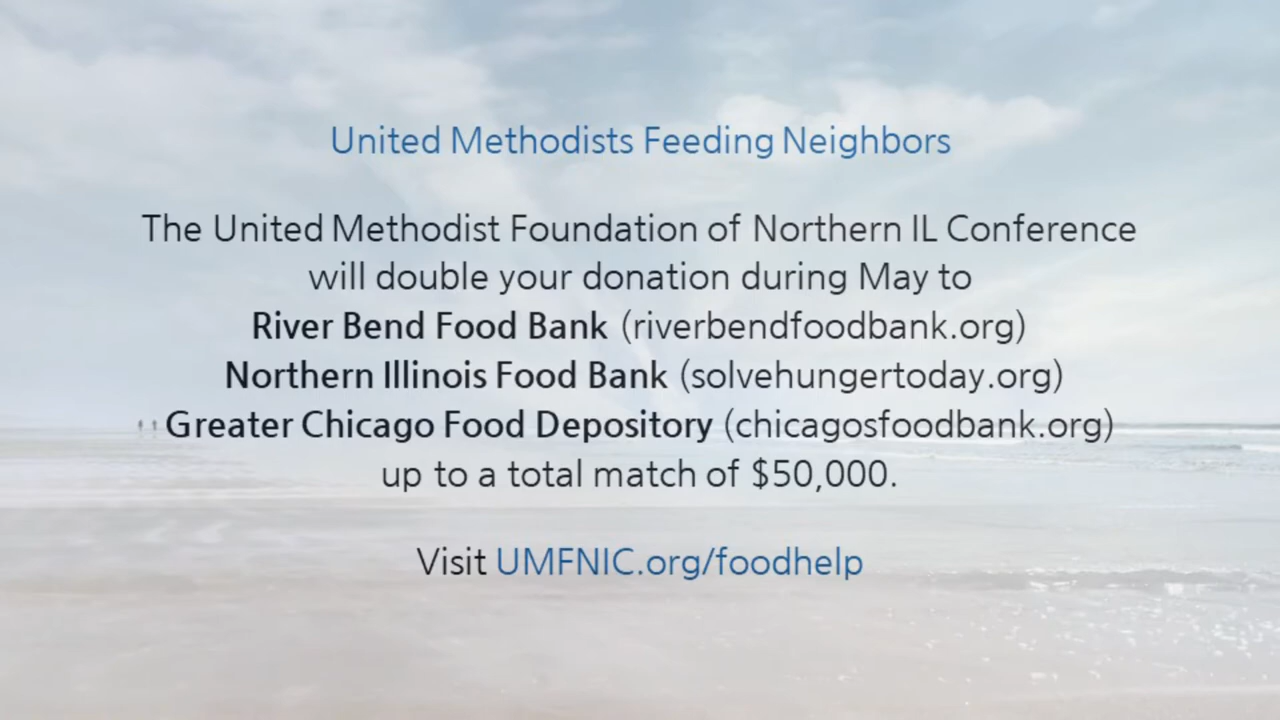 United Methodists Feeding Neighbors
The United Methodist Foundation of Northern IL Conference
will double your donation during May to
River Bend Food Bank (riverbendfoodbank.org)
Northern Illinois Food Bank (solvehungertoday.org)
Greater Chicago Food Depository (chicagosfoodbank.org)
up to a total match of $50,000.
Visit UMFNIC.org/foodhelp